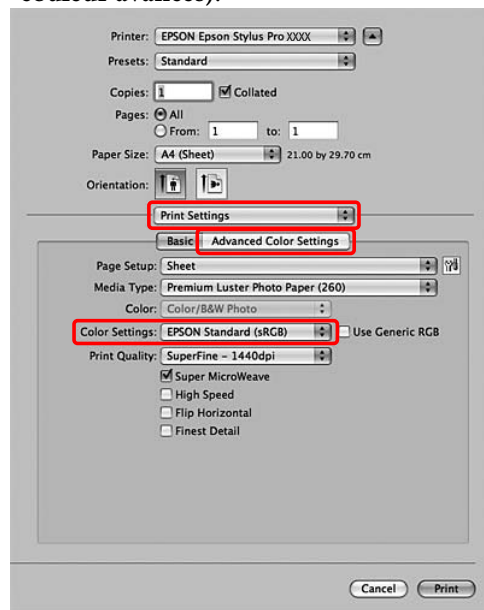 Printer: EPSON Epson Stylus Pro XXXX
Presets: Standard
Copies: 1 Collated
Pages: All
From: 1 to: 1
Paper Size: A4 (Sheet) 21.00 by 29.70 cm
Orientation:
Print Settings
Basic Advanced Color Settings
Page Setup: Sheet
Media Type: Premium Luster Photo Paper (260)
Color: Color/B&W Photo
Color Settings: EPSON Standard (sRGB) Use Generic RGB
Print Quality: SuperFine - 1440dpi
Super MicroWeave
High Speed
Flip Horizontal
Finest Detail
Cancel Print